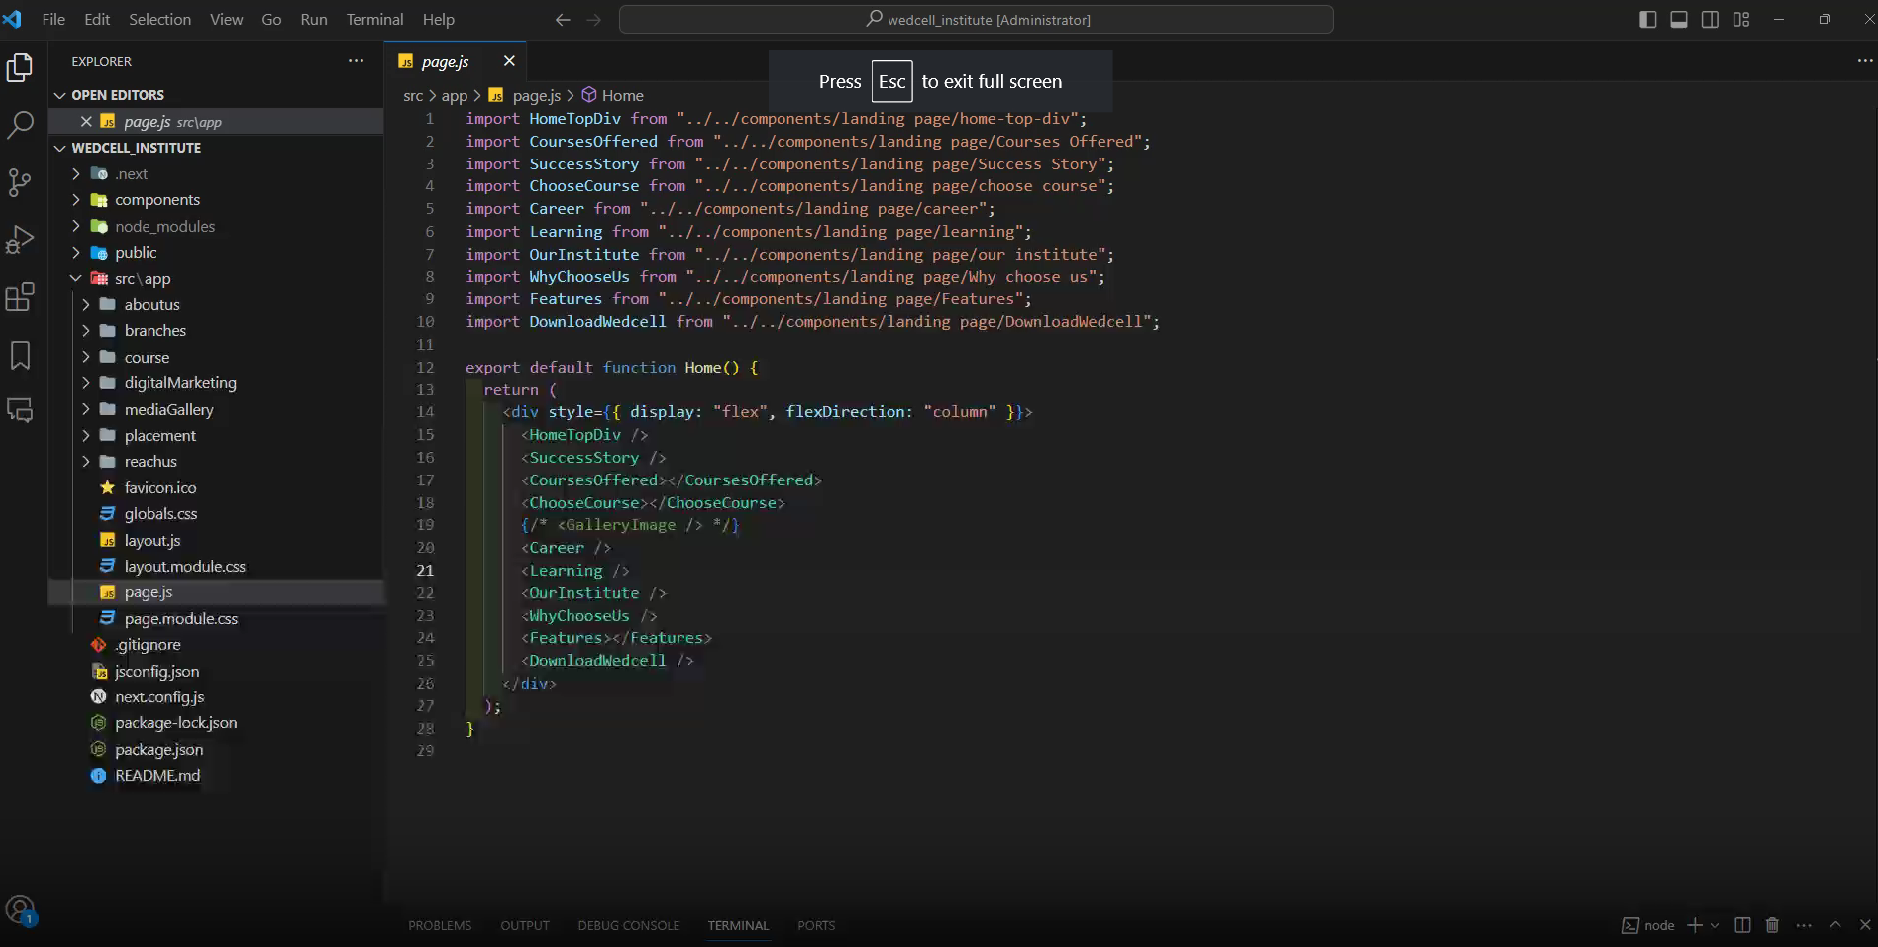 File Edit Selection View Go Run Terminal Help
wedcell_institute [Administrator]
EXPLORER
OPEN EDITORS
JS page.js src\app
WEDCELL_INSTITUTE
.next
components
node_modules
public
src\app
aboutus
branches
course
digitalMarketing
mediaGallery
placement
reachus
favicon.ico
globals.css
JS layout.js
layout.module.css
JS page.js
page.module.css
.gitignore
jsconfig.json
next.config.js
package-lock.json
package.json
README.md
1
JS page.js
Press Esc to exit full screen
src > app > JS page.js > Home
1 import HomeTopDiv from "../../components/landing page/home-top-div";
2 import CoursesOffered from "../../components/landing page/Courses Offered";
3 import SuccessStory from "../../components/landing page/Success Story";
4 import ChooseCourse from "../../components/landing page/choose course";
5 import Career from "../../components/landing page/career";
6 import Learning from "../../components/landing page/learning";
7 import OurInstitute from "../../components/landing page/our institute";
8 import WhyChooseUs from "../../components/landing page/Why choose us";
9 import Features from "../../components/landing page/Features";
10 import DownloadWedcell from "../../components/landing page/DownloadWedcell";
11
12 export default function Home() {
13 return (
14 <div style={{ display: "flex", flexDirection: "column" }}>
15 <HomeTopDiv />
16 <SuccessStory />
17 <CoursesOffered></CoursesOffered>
18 <ChooseCourse></ChooseCourse>
19 {/* <GalleryImage /> */}
20 <Career />
21 <Learning />
22 <OurInstitute />
23 <WhyChooseUs />
24 <Features></Features>
25 <DownloadWedcell />
26 </div>
27 );
28 }
29
PROBLEMS OUTPUT DEBUG CONSOLE TERMINAL PORTS
node